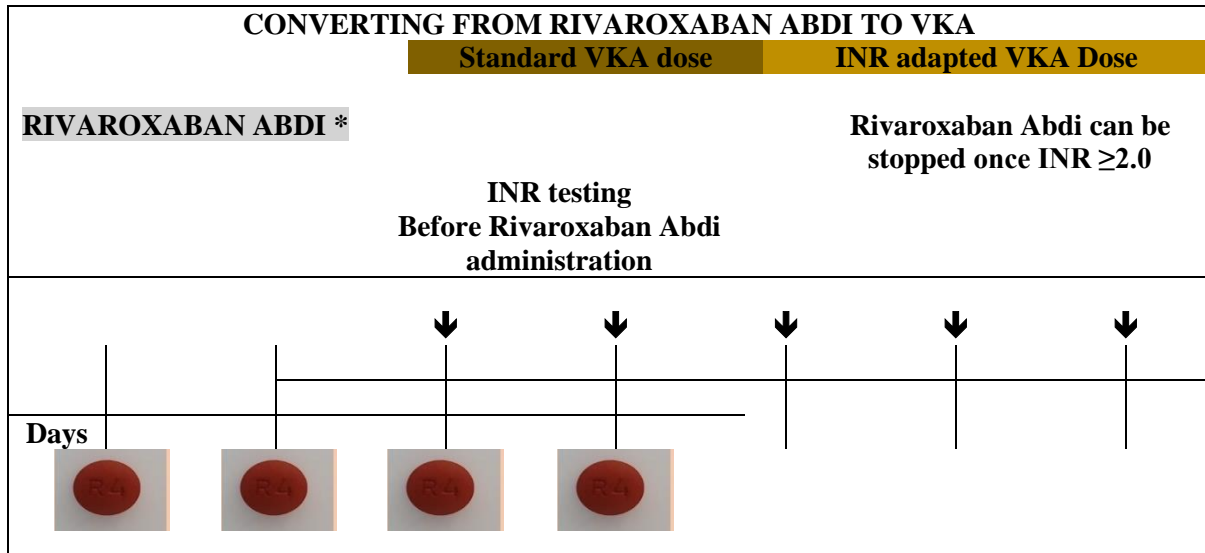 CONVERTING FROM RIVAROXABAN ABDI TO VKA
Standard VKA dose
INR adapted VKA Dose
RIVAROXABAN ABDI *
Rivaroxaban Abdi can be
stopped once INR ≥2.0
INR testing
Before Rivaroxaban Abdi
administration
Days
R4
R4
R4
R4